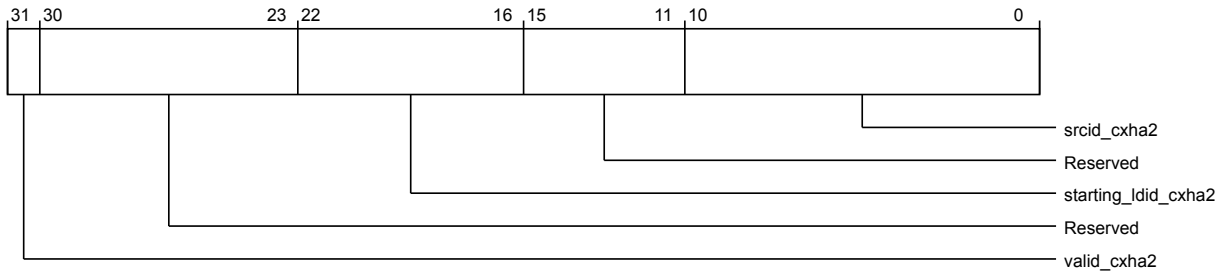 31 30 23 22 16 15 11 10 0
srcid_cxha2
Reserved
starting_ldid_cxha2
Reserved
valid_cxha2